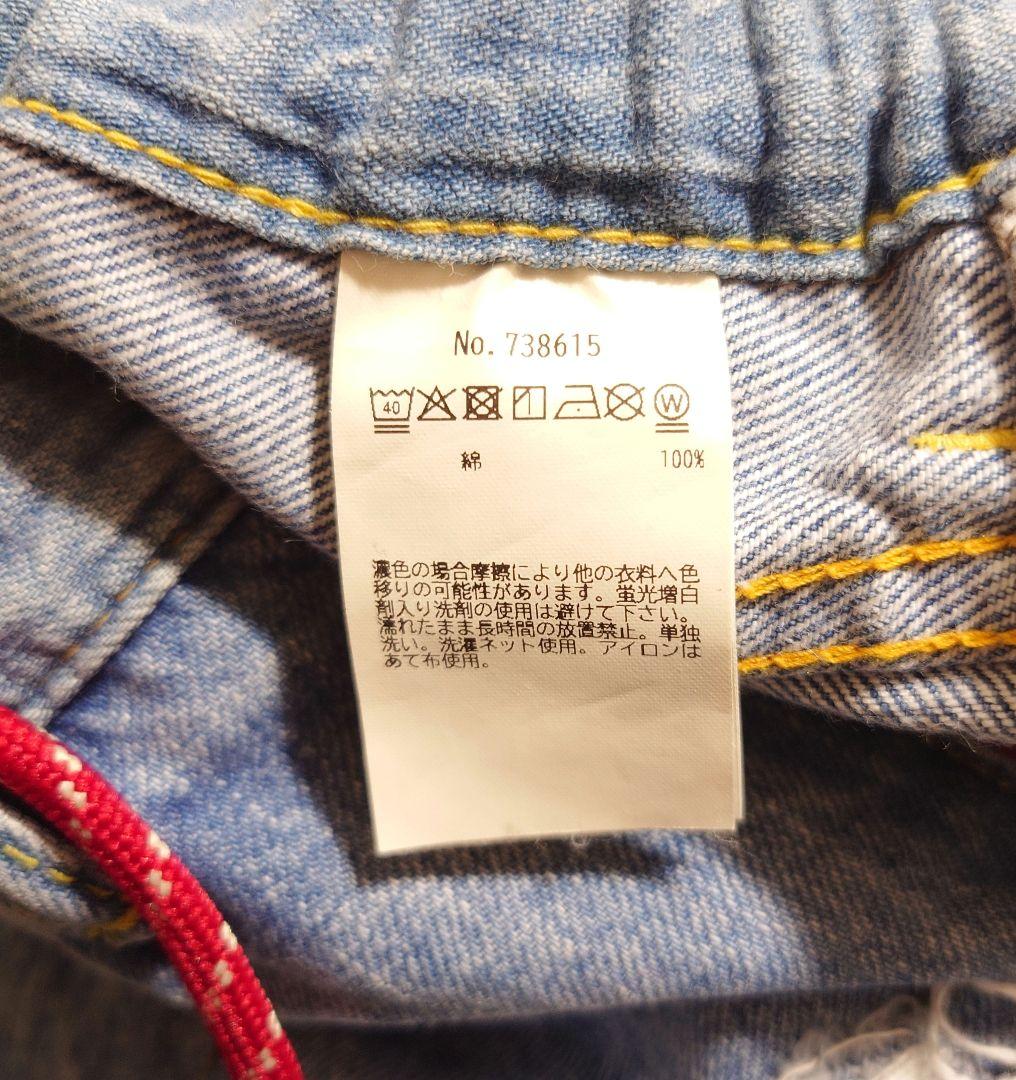 No. 738615
40 W
綿 100%
濃色の場合摩擦により他の衣料へ色
移りの可能性があります。蛍光増白
剤入り洗剤の使用は避けて下さい。
濡れたまま長時間の放置禁止。単独
洗い。洗濯ネット使用。アイロンは
あて布使用。